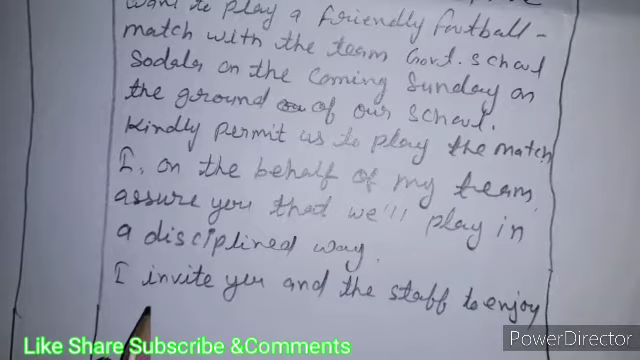 want to play a friendly football -
match with the team Govt. school
Sodala on the coming Sunday on
the ground of our school.
Kindly permit us to play the match
I, on the behalf of my team
assure you that we'll play in
a disciplined way.
I invite you and the staff to enjoy
Like Share Subscribe &Comments
PowerDirector